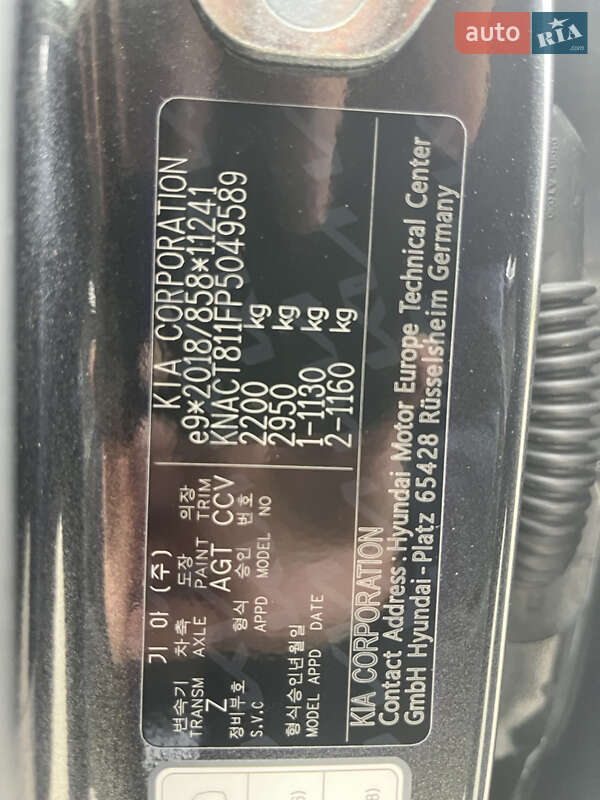 auto RIA .com
기아 (주) KIA CORPORATION
e9*2018/858*11241
KNACT811FP5049589
2200 kg
2950 kg
1-1130 kg
2-1160 kg
변속기 차축 도장 의장
TRANSM AXLE PAINT TRIM
Z AGT CCV
정비부호 형식 승인 번호
S.V.C APPD MODEL NO
형식승인년월일
MODEL APPD DATE
KIA CORPORATION
Contact Address : Hyundai Motor Europe Technical Center
GmbH Hyundai-Platz 65428 Rüsselsheim Germany